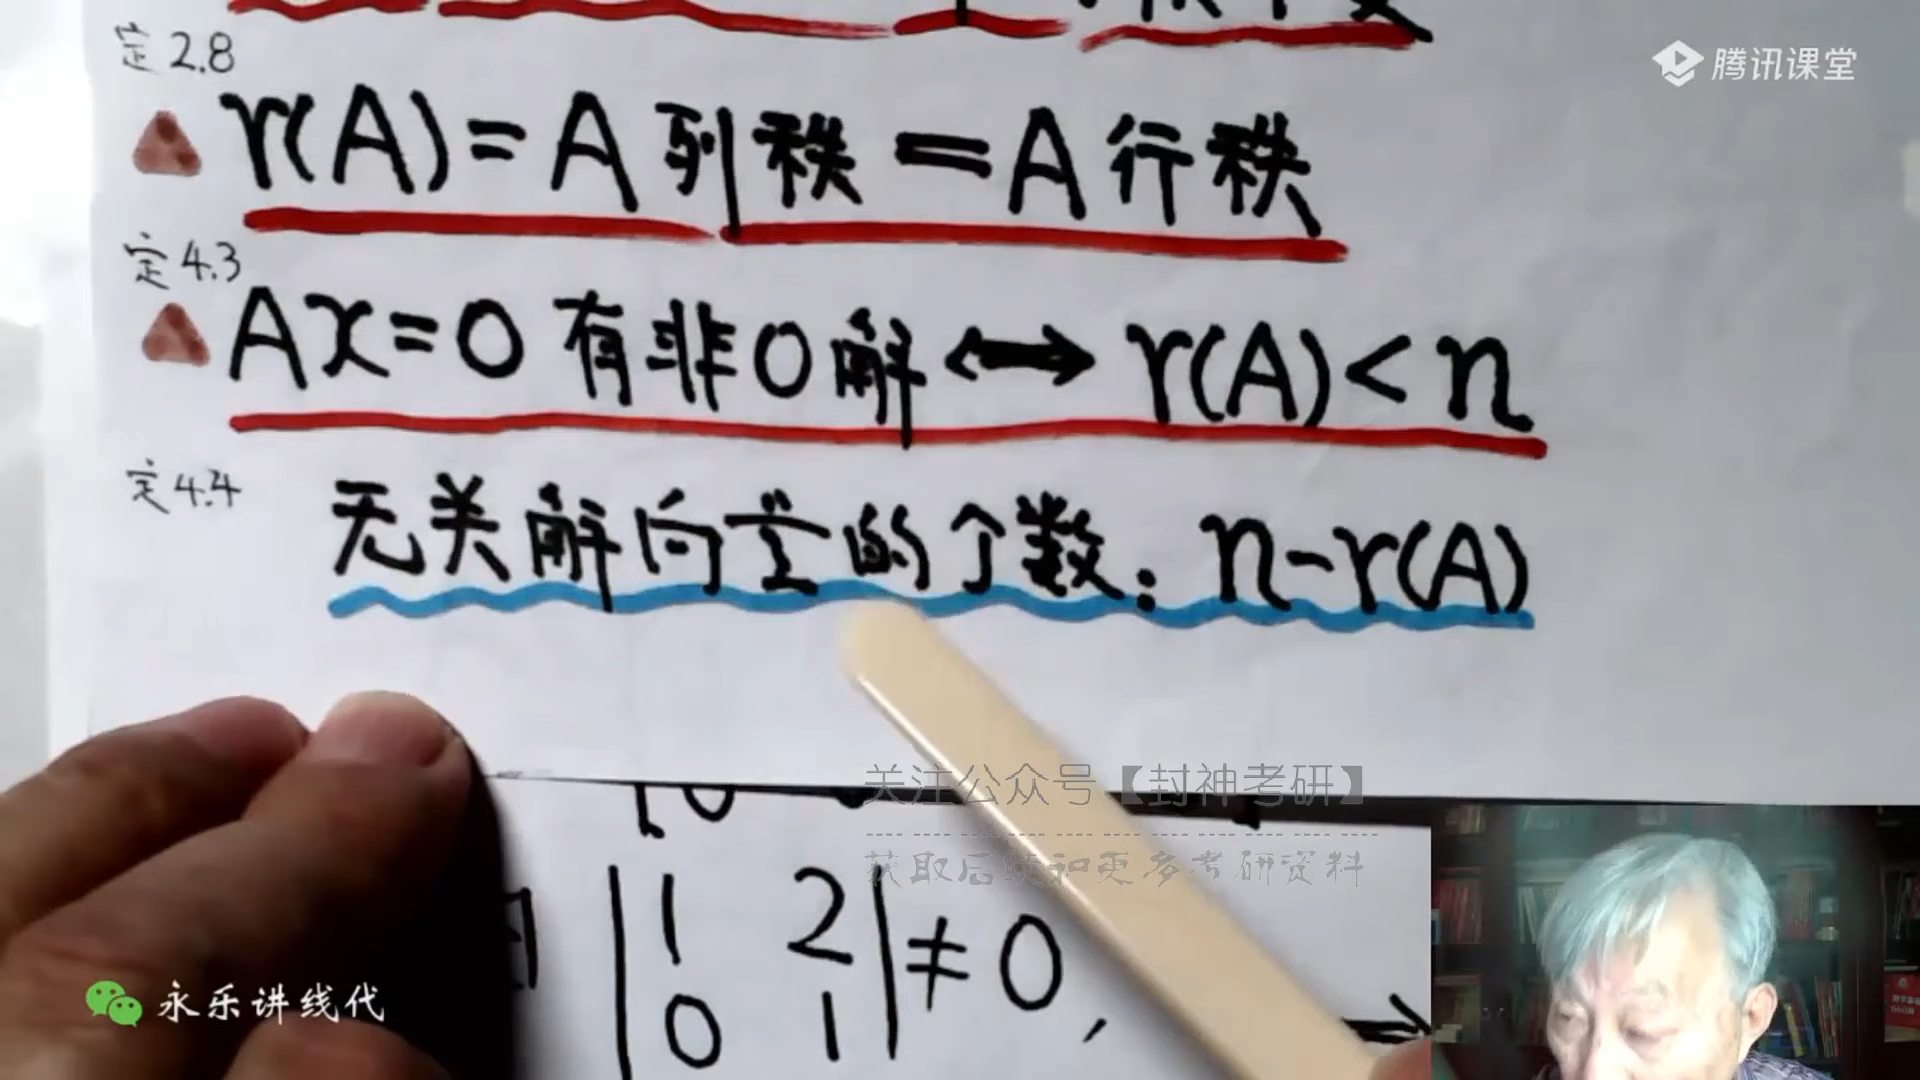 定2.8
腾讯课堂
r(A)=A列秩=A行秩
定4.3
Ax=0有非0解↔r(A)<n
定4.4
无关解向量的个数:n-r(A)
关注公众号【封神考研】
获取后续和更多考研资料
| 1 2 |
| 0 1 | ≠0,
永乐讲线代